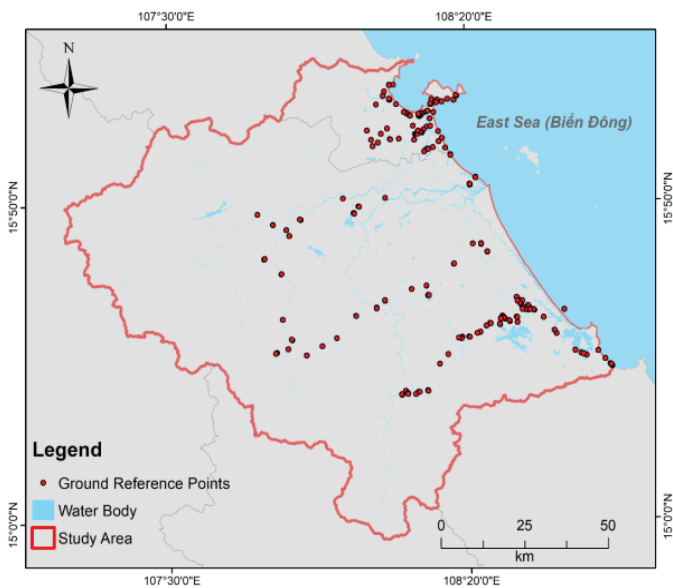 107°30'0"E 108°20'0"E
N
East Sea (Biển Đông)
15°50'0"N 15°50'0"N
Legend
Ground Reference Points
Water Body
Study Area
15°0'0"N 15°0'0"N
0 25 50
km
107°30'0"E 108°20'0"E